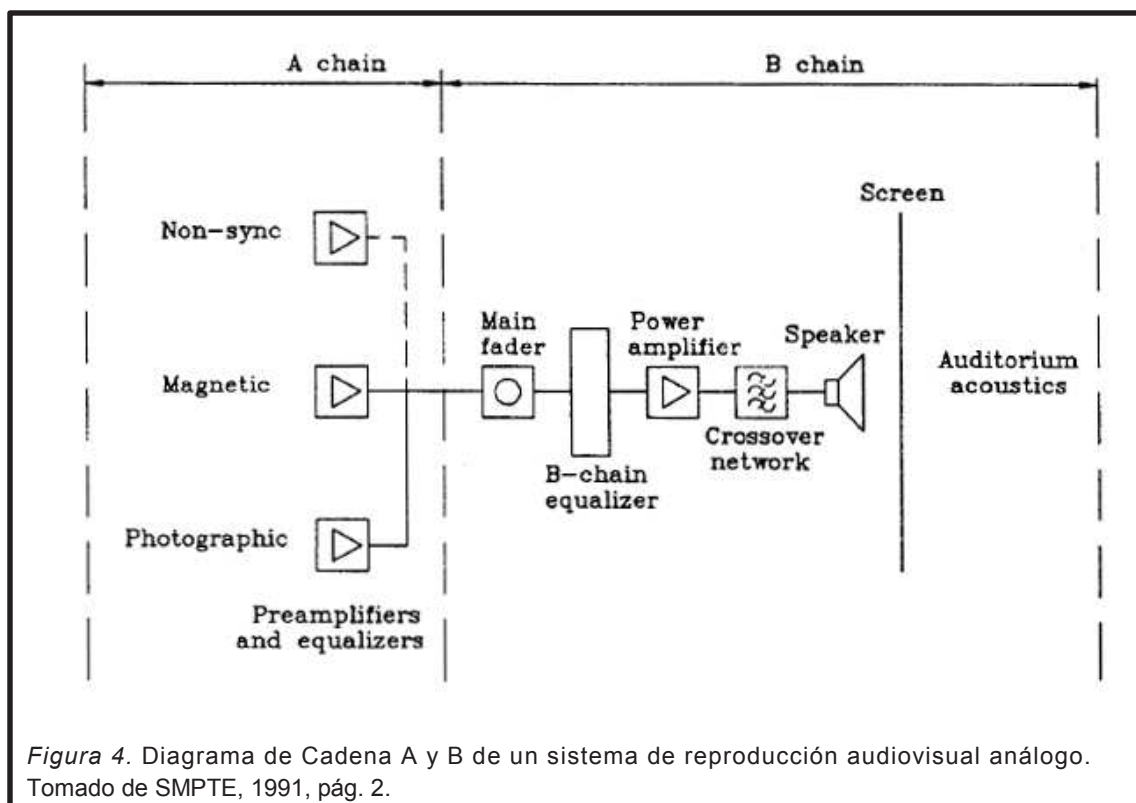 A chain
B chain
Screen
Non-sync
Main
fader
Power
amplifier
Speaker
Magnetic
Auditorium
acoustics
Crossover
network
B-chain
equalizer
Photographic
Preamplifiers
and equalizers
Figura 4. Diagrama de Cadena A y B de un sistema de reproducción audiovisual análogo.
Tomado de SMPTE, 1991, pág. 2.